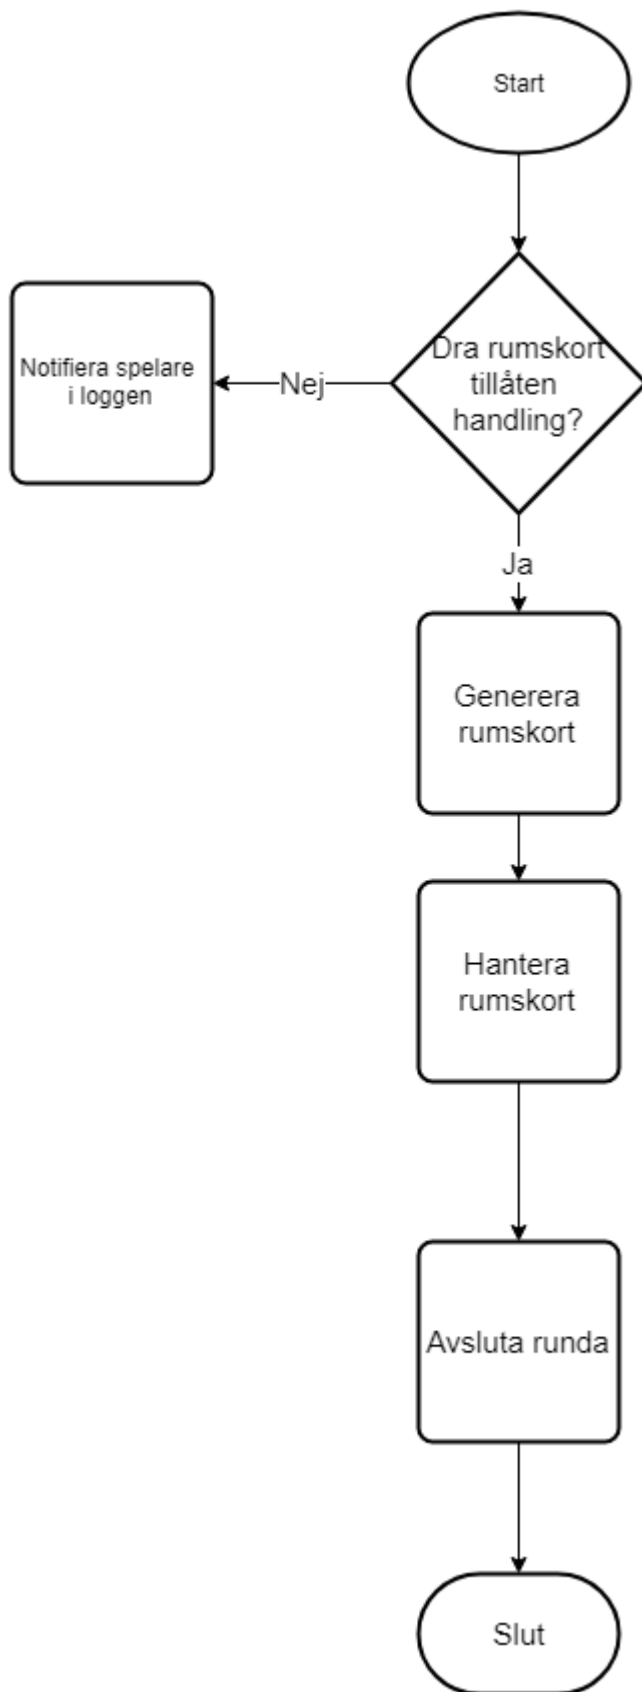 Start
Dra rumskort
tillåten
handling?
Nej
Notifiera spelare
i loggen
Ja
Generera
rumskort
Hantera
rumskort
Avsluta runda
Slut